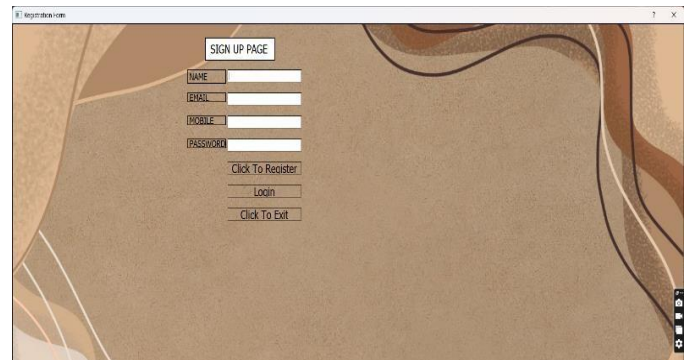 Registration Form
? X
SIGN UP PAGE
NAME
EMAIL
MOBILE
PASSWORD
Click To Register
Login
Click To Exit